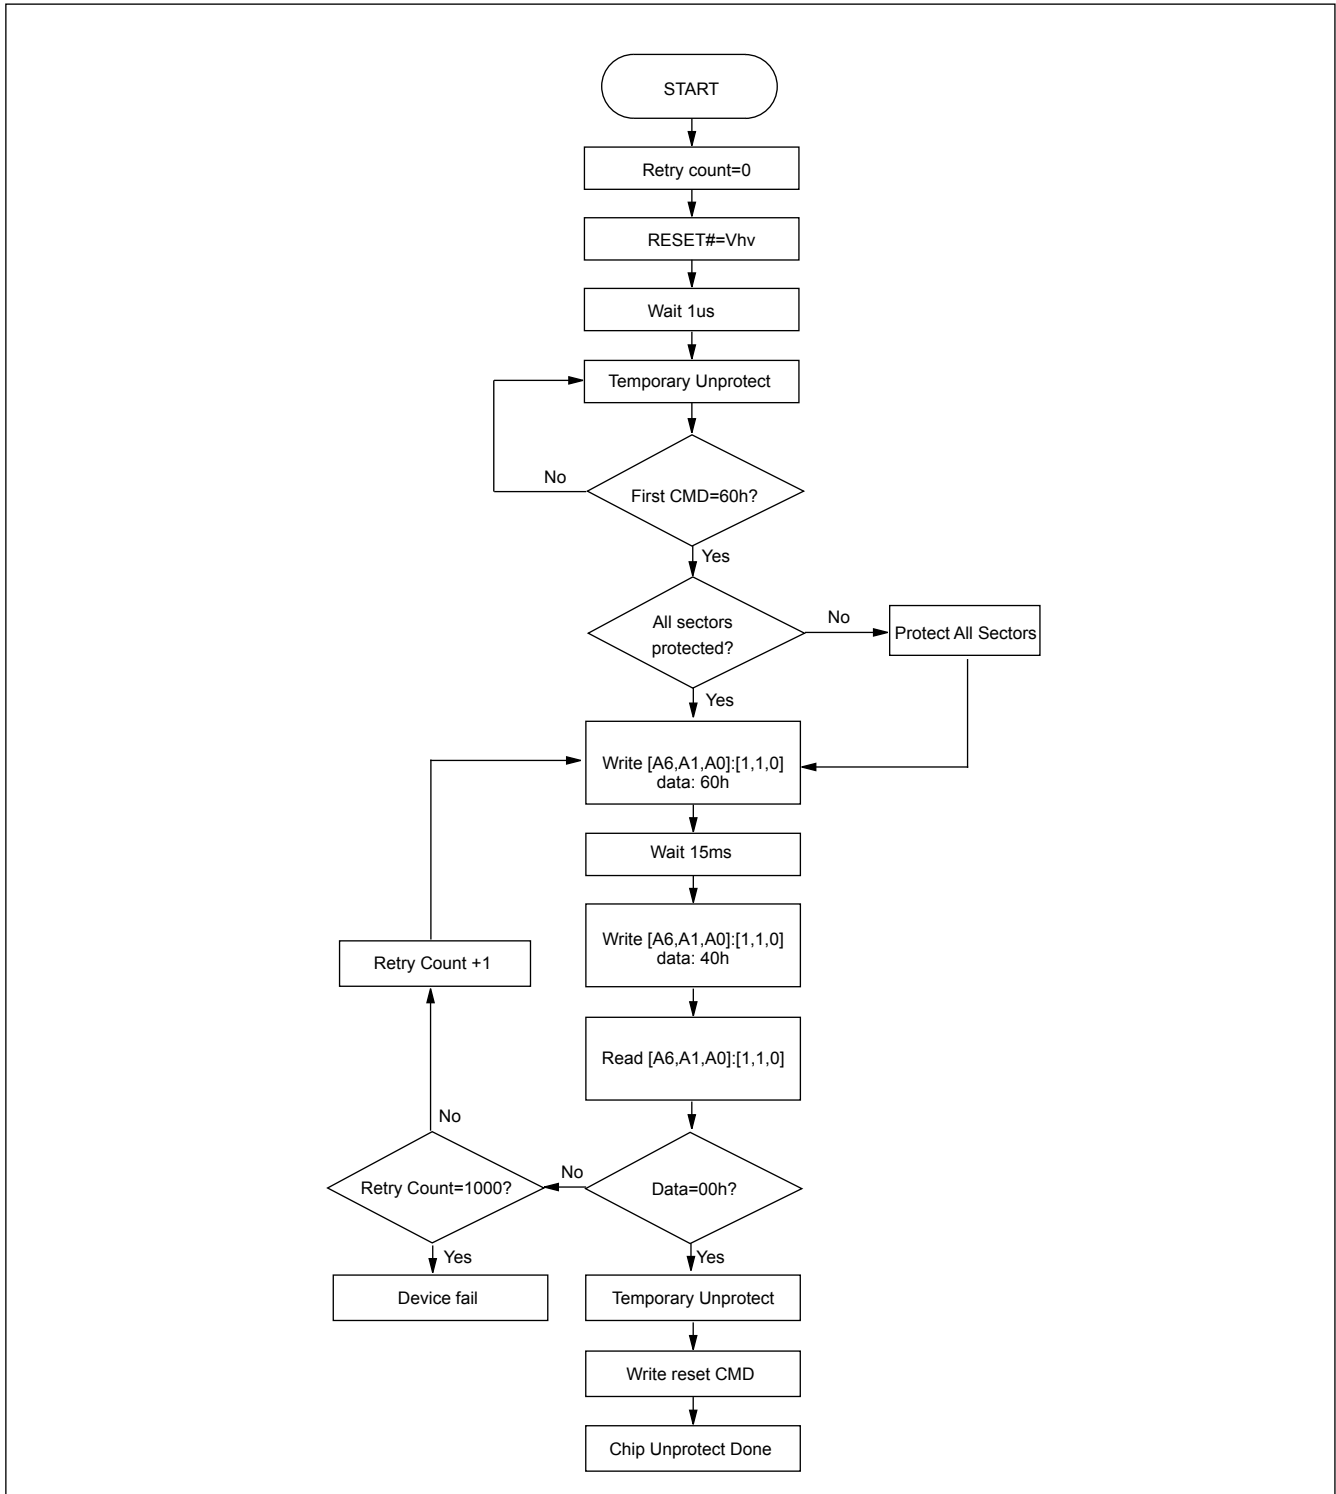 START
Retry count=0
RESET#=Vhv
Wait 1us
Temporary Unprotect
No
First CMD=60h?
Yes
All sectors
protected?
No
Protect All Sectors
Yes
Write [A6,A1,A0]:[1,1,0]
data: 60h
Wait 15ms
Write [A6,A1,A0]:[1,1,0]
data: 40h
Retry Count +1
Read [A6,A1,A0]:[1,1,0]
No
Retry Count=1000?
No
Data=00h?
Yes
Yes
Device fail
Temporary Unprotect
Write reset CMD
Chip Unprotect Done